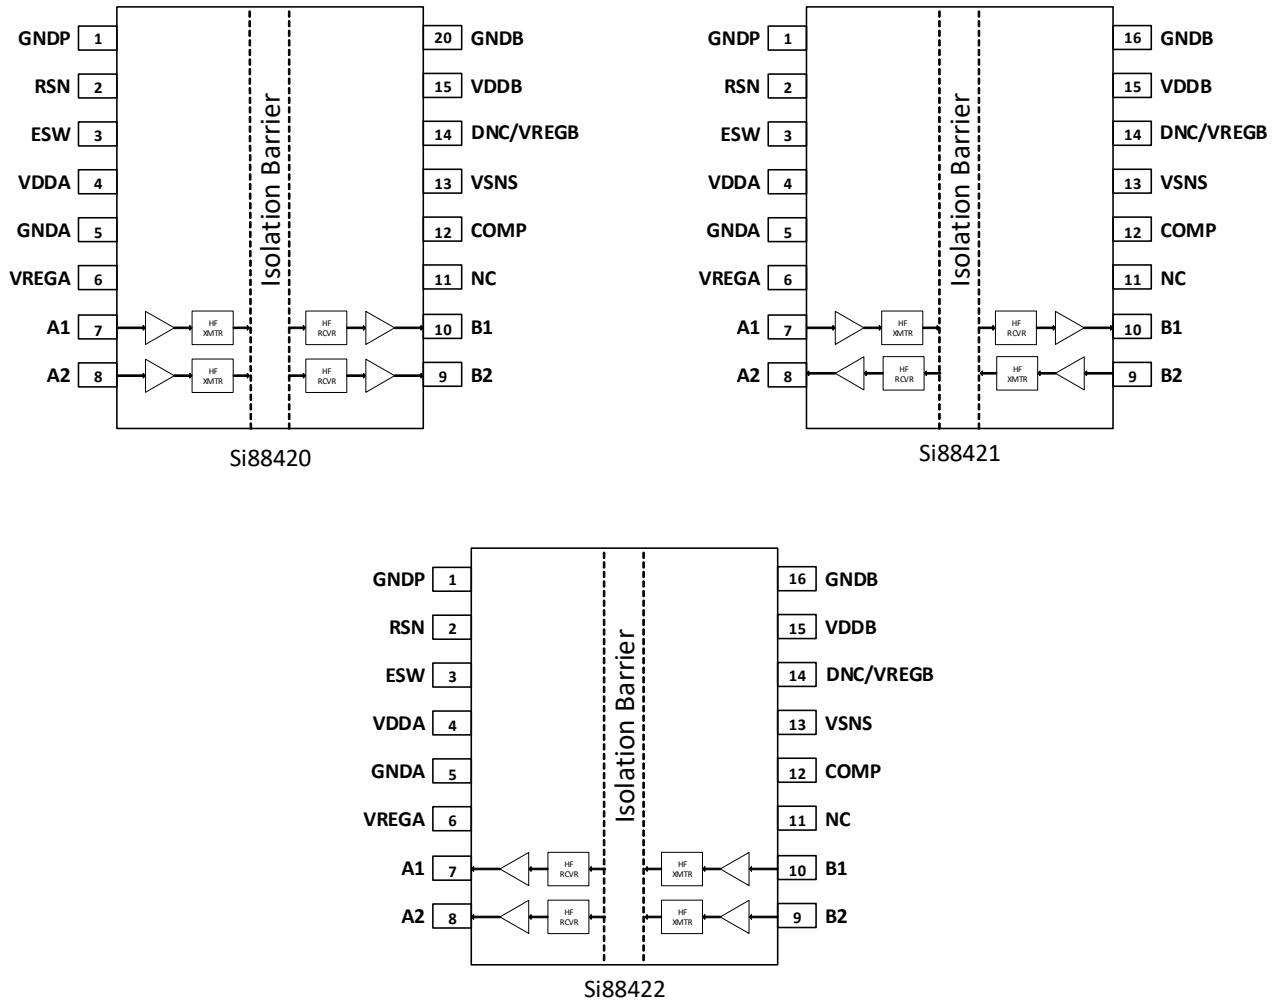 GNDP 1 20 GNDB
RSN 2 15 VDDB
ESW 3 14 DNC/VREGB
VDDA 4 13 VSNS
GNDA 5 12 COMP
VREGA 6 11 NC
A1 7 HF XMTR HF RCVR 10 B1
A2 8 HF XMTR HF RCVR 9 B2
Isolation Barrier
Si88420
GNDP 1 16 GNDB
RSN 2 15 VDDB
ESW 3 14 DNC/VREGB
VDDA 4 13 VSNS
GNDA 5 12 COMP
VREGA 6 11 NC
A1 7 HF XMTR HF RCVR 10 B1
A2 8 HF RCVR HF XMTR 9 B2
Isolation Barrier
Si88421
GNDP 1 16 GNDB
RSN 2 15 VDDB
ESW 3 14 DNC/VREGB
VDDA 4 13 VSNS
GNDA 5 12 COMP
VREGA 6 11 NC
A1 7 HF RCVR HF XMTR 10 B1
A2 8 HF RCVR HF XMTR 9 B2
Isolation Barrier
Si88422